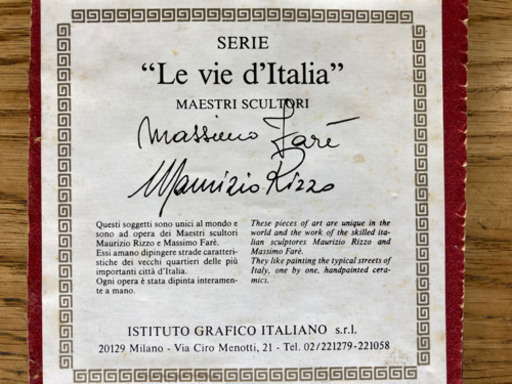 SERIE
“Le vie d'Italia”
MAESTRI SCULTORI
Massimo Farè
Maurizio Rizzo
Questi soggetti sono unici al mondo e
sono ad opera dei Maestri scultori
Maurizio Rizzo e Massimo Farè.
Essi amano dipingere strade caratteri-
stiche dei vecchi quartieri delle più
importanti città d'Italia.
Ogni opera è stata dipinta interamen-
te a mano.
These pieces of art are unique in the
world and the work of the skilled ita-
lian sculptores Maurizio Rizzo and
Massimo Farè.
They like painting the typical streets of
Italy, one by one, handpainted cera-
mics.
ISTITUTO GRAFICO ITALIANO s.r.l.
20129 Milano - Via Ciro Menotti, 21 - Tel. 02/221279-221058